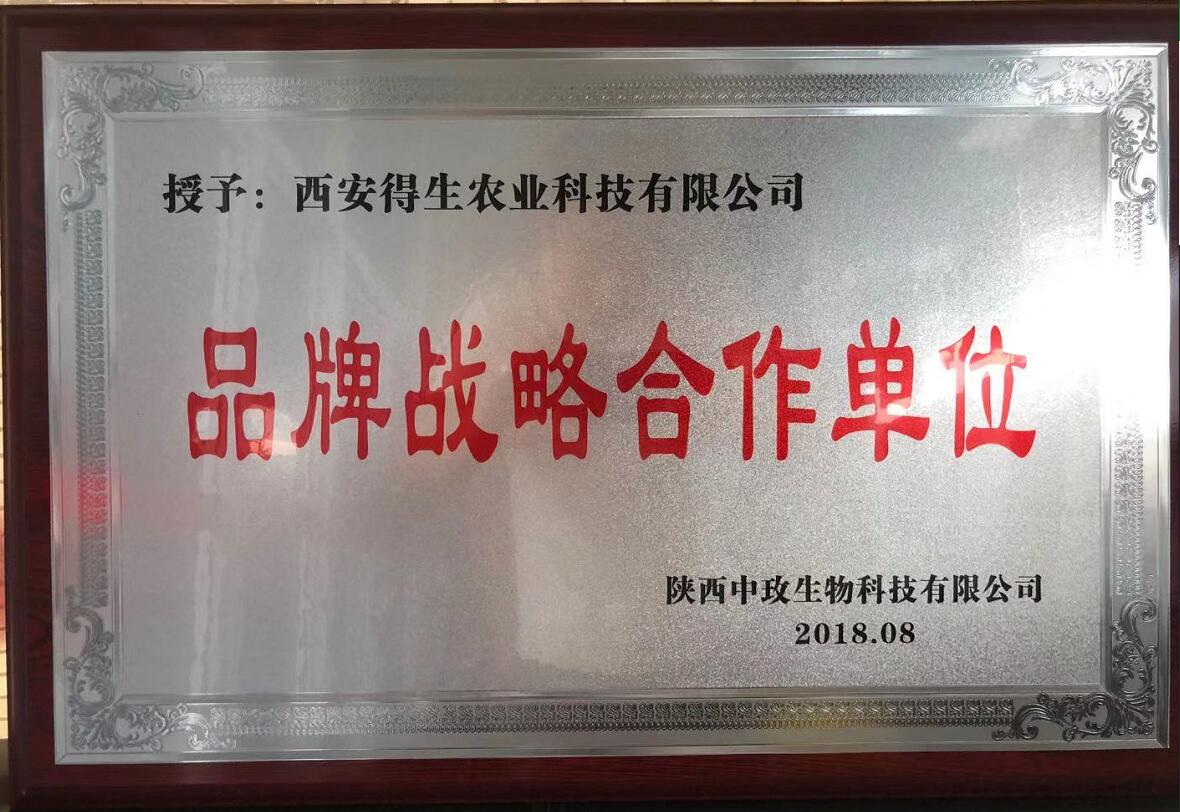 授予：西安得生农业科技有限公司
品牌战略合作单位
陕西中玫生物科技有限公司
2018.08